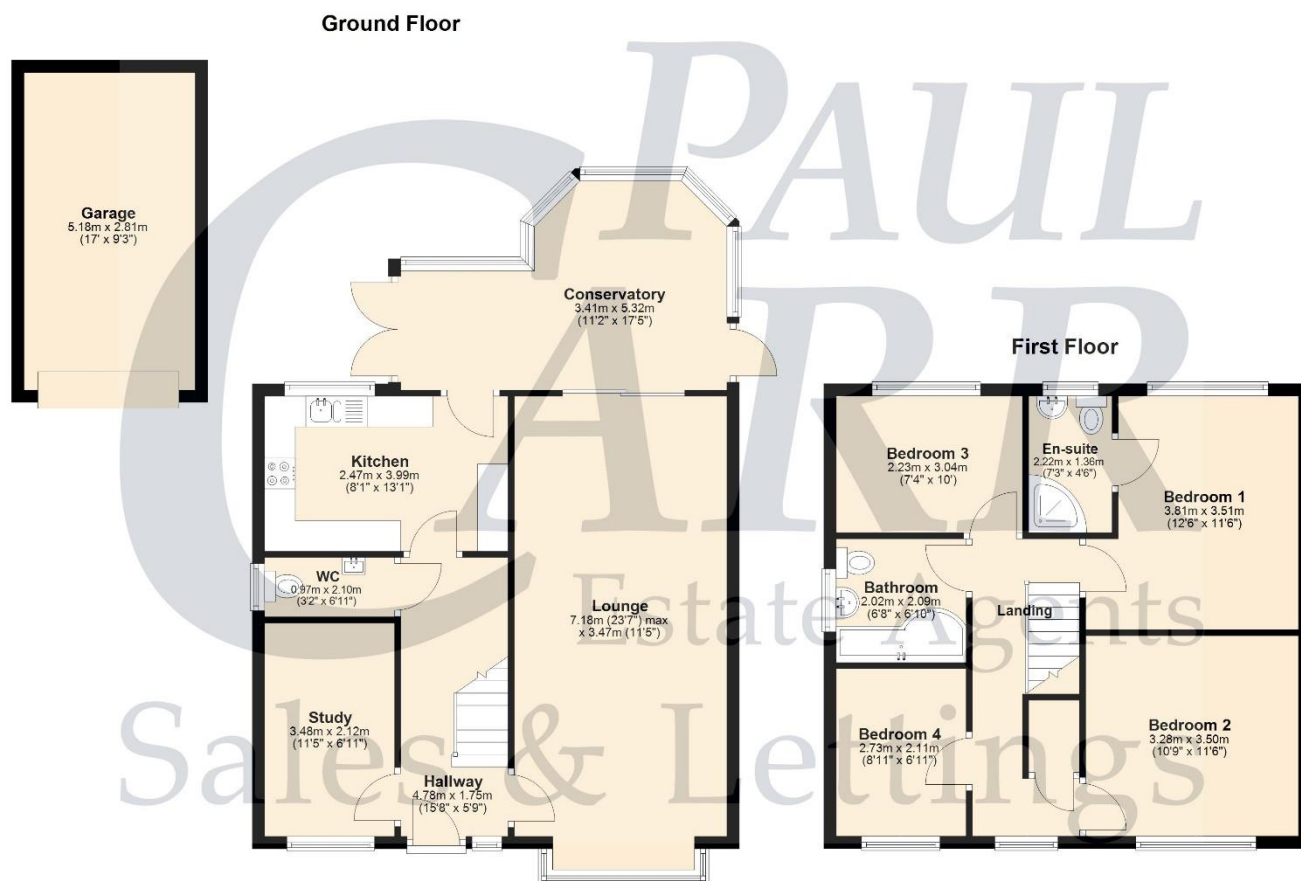 Ground Floor
PAUL
CARR
Estate Agents
Sales & Lettings
Garage
5.18m x 2.81m
(17' x 9'3")
Conservatory
3.41m x 5.32m
(11'2" x 17'5")
Kitchen
2.47m x 3.99m
(8'1" x 13'1")
WC
0.97m x 2.10m
(3'2" x 6'11")
Lounge
7.18m (23'7") max
x 3.47m (11'5")
Study
3.48m x 2.12m
(11'5" x 6'11")
Hallway
4.78m x 1.75m
(15'8" x 5'9")
First Floor
Bedroom 3
2.23m x 3.04m
(7'4" x 10')
En-suite
2.22m x 1.36m
(7'3" x 4'6")
Bedroom 1
3.81m x 3.51m
(12'6" x 11'6")
Bathroom
2.02m x 2.09m
(6'8" x 6'10")
Landing
Bedroom 4
2.73m x 2.11m
(8'11" x 6'11")
Bedroom 2
3.28m x 3.50m
(10'9" x 11'6")